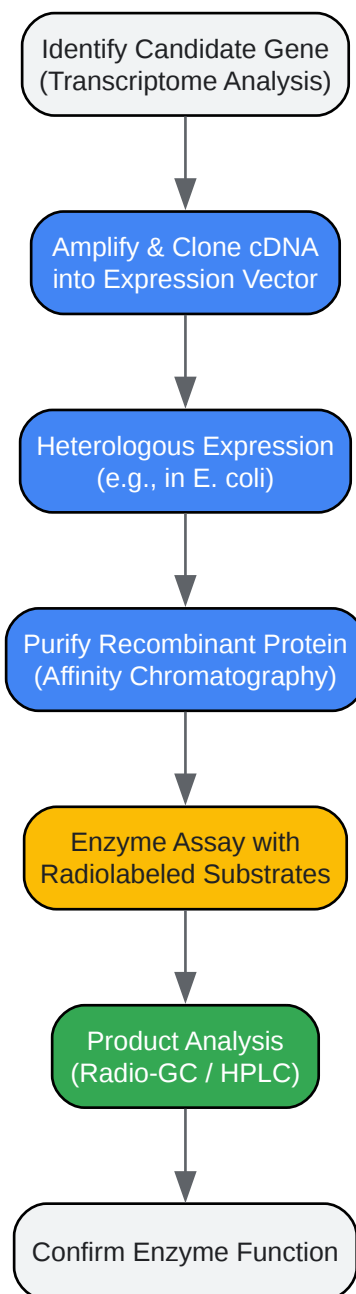 Identify Candidate Gene
(Transcriptome Analysis)
Amplify & Clone cDNA
into Expression Vector
Heterologous Expression
(e.g., in E. coli)
Purify Recombinant Protein
(Affinity Chromatography)
Enzyme Assay with
Radiolabeled Substrates
Product Analysis
(Radio-GC / HPLC)
Confirm Enzyme Function